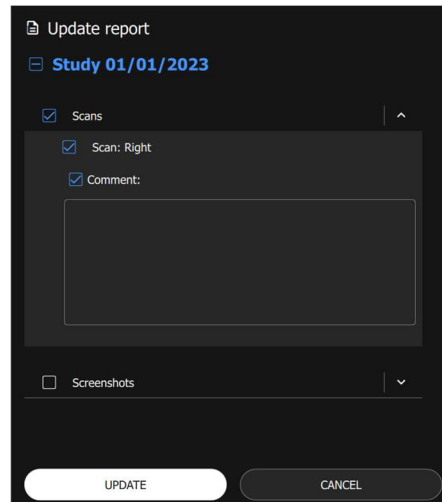 Update report
Study 01/01/2023
Scans
Scan: Right
Comment:
Screenshots
UPDATE
CANCEL